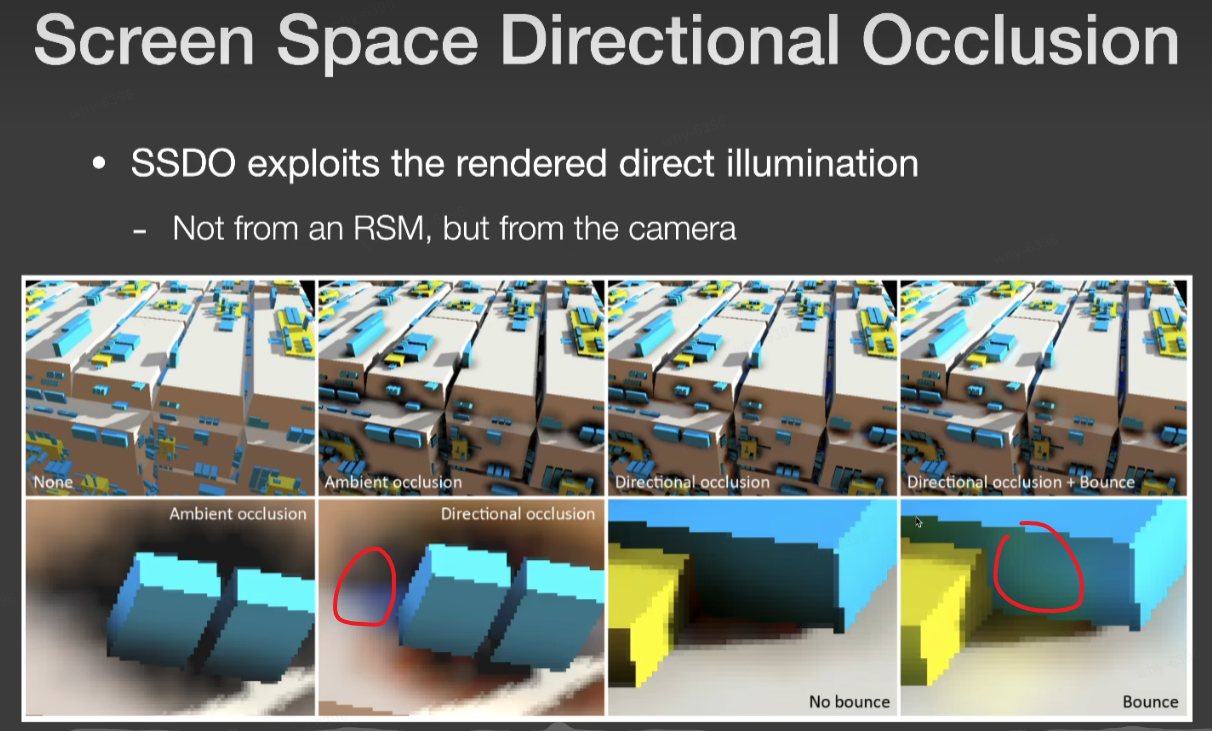 Screen Space Directional Occlusion
• SSDO exploits the rendered direct illumination
- Not from an RSM, but from the camera
None
Ambient occlusion
Directional occlusion
Directional occlusion + Bounce
Ambient occlusion
Directional occlusion
No bounce
Bounce